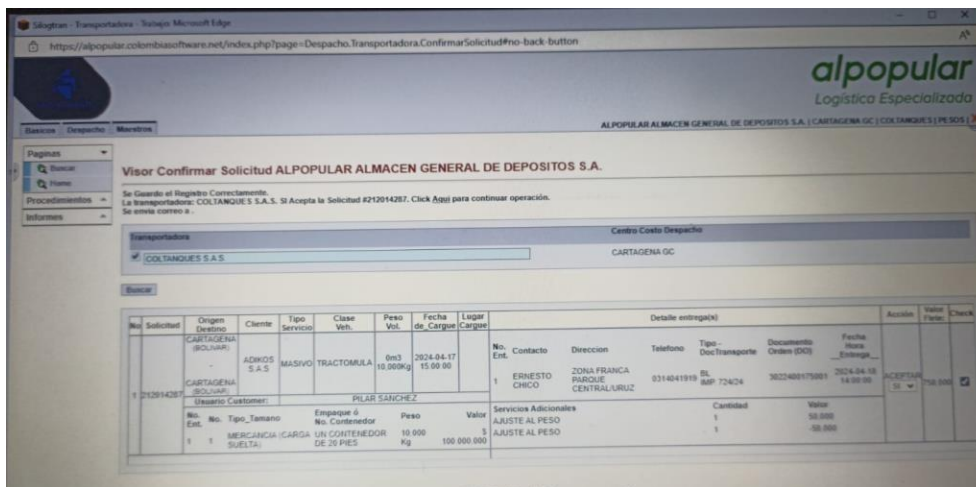 Silogtran - Transportadora - Trabajo: Microsoft Edge
https://alpopular.colombiasoftware.net/index.php?page=Despacho.Transportadora.ConfirmarSolicitud#no-back-button
alpopular
Logística Especializada
Basicos Despacho Maestros
ALPOPULAR ALMACEN GENERAL DE DEPOSITOS S.A. | CARTAGENA GC | COLTANQUES | PESOS |
Paginas
Buscar
Home
Procedimientos
Informes
Visor Confirmar Solicitud ALPOPULAR ALMACEN GENERAL DE DEPOSITOS S.A.
Se Guardo el Registro Correctamente.
La transportadora: COLTANQUES S.A.S. SI Acepta la Solicitud #212014287. Click Aqui para continuar operación.
Se envia correo a .
Transportadora Centro Costo Despacho
COLTANQUES S.A.S CARTAGENA GC
Buscar
No Solicitud Origen Destino Cliente Tipo Servicio Clase Veh. Peso Vol. Fecha de_Cargue Lugar Cargue Detalle entrega(s) Acción Valor Flete: Check
No. Ent. Contacto Direccion Telefono Tipo - DocTransporte Documento Orden (DO) Fecha Hora Entrega
1 212014287 CARTAGENA (BOLIVAR) - CARTAGENA (BOLIVAR) ADIKOS S.A.S MASIVO TRACTOMULA 0m3 10,000Kg 2024-04-17 15:00:00
1 ERNESTO CHICO ZONA FRANCA PARQUE CENTRAL/URUZ 0314041919 BL IMP 724/24 3022400175001 2024-04-18 14:00:00 ACEPTAR SI 750.000
Usuario Customer: PILAR SANCHEZ
No. Ent. No. Tipo_Tamano Empaque ó No. Contenedor Peso Valor
1 1 MERCANCIA (CARGA SUELTA) UN CONTENEDOR DE 20 PIES 10.000 Kg $ 100.000.000
Servicios Adicionales Cantidad Valor
AJUSTE AL PESO 1 50.000
AJUSTE AL PESO 1 -50.000